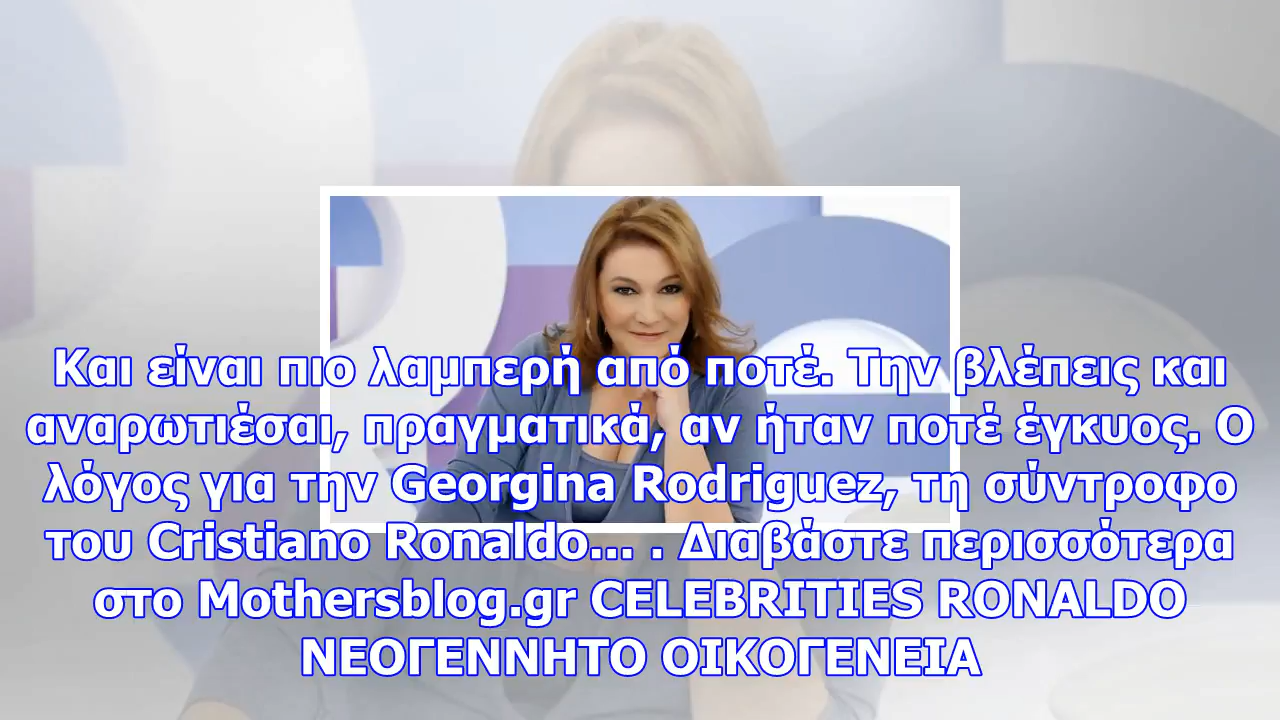 Και είναι πιο λαμπερή από ποτέ. Την βλέπεις και
αναρωτιέσαι, πραγματικά, αν ήταν ποτέ έγκυος. Ο
λόγος για την Georgina Rodriguez, τη σύντροφο
του Cristiano Ronaldo... . Διαβάστε περισσότερα
στο Mothersblog.gr CELEBRITIES RONALDO
ΝΕΟΓΕΝΝΗΤΟ ΟΙΚΟΓΕΝΕΙΑ